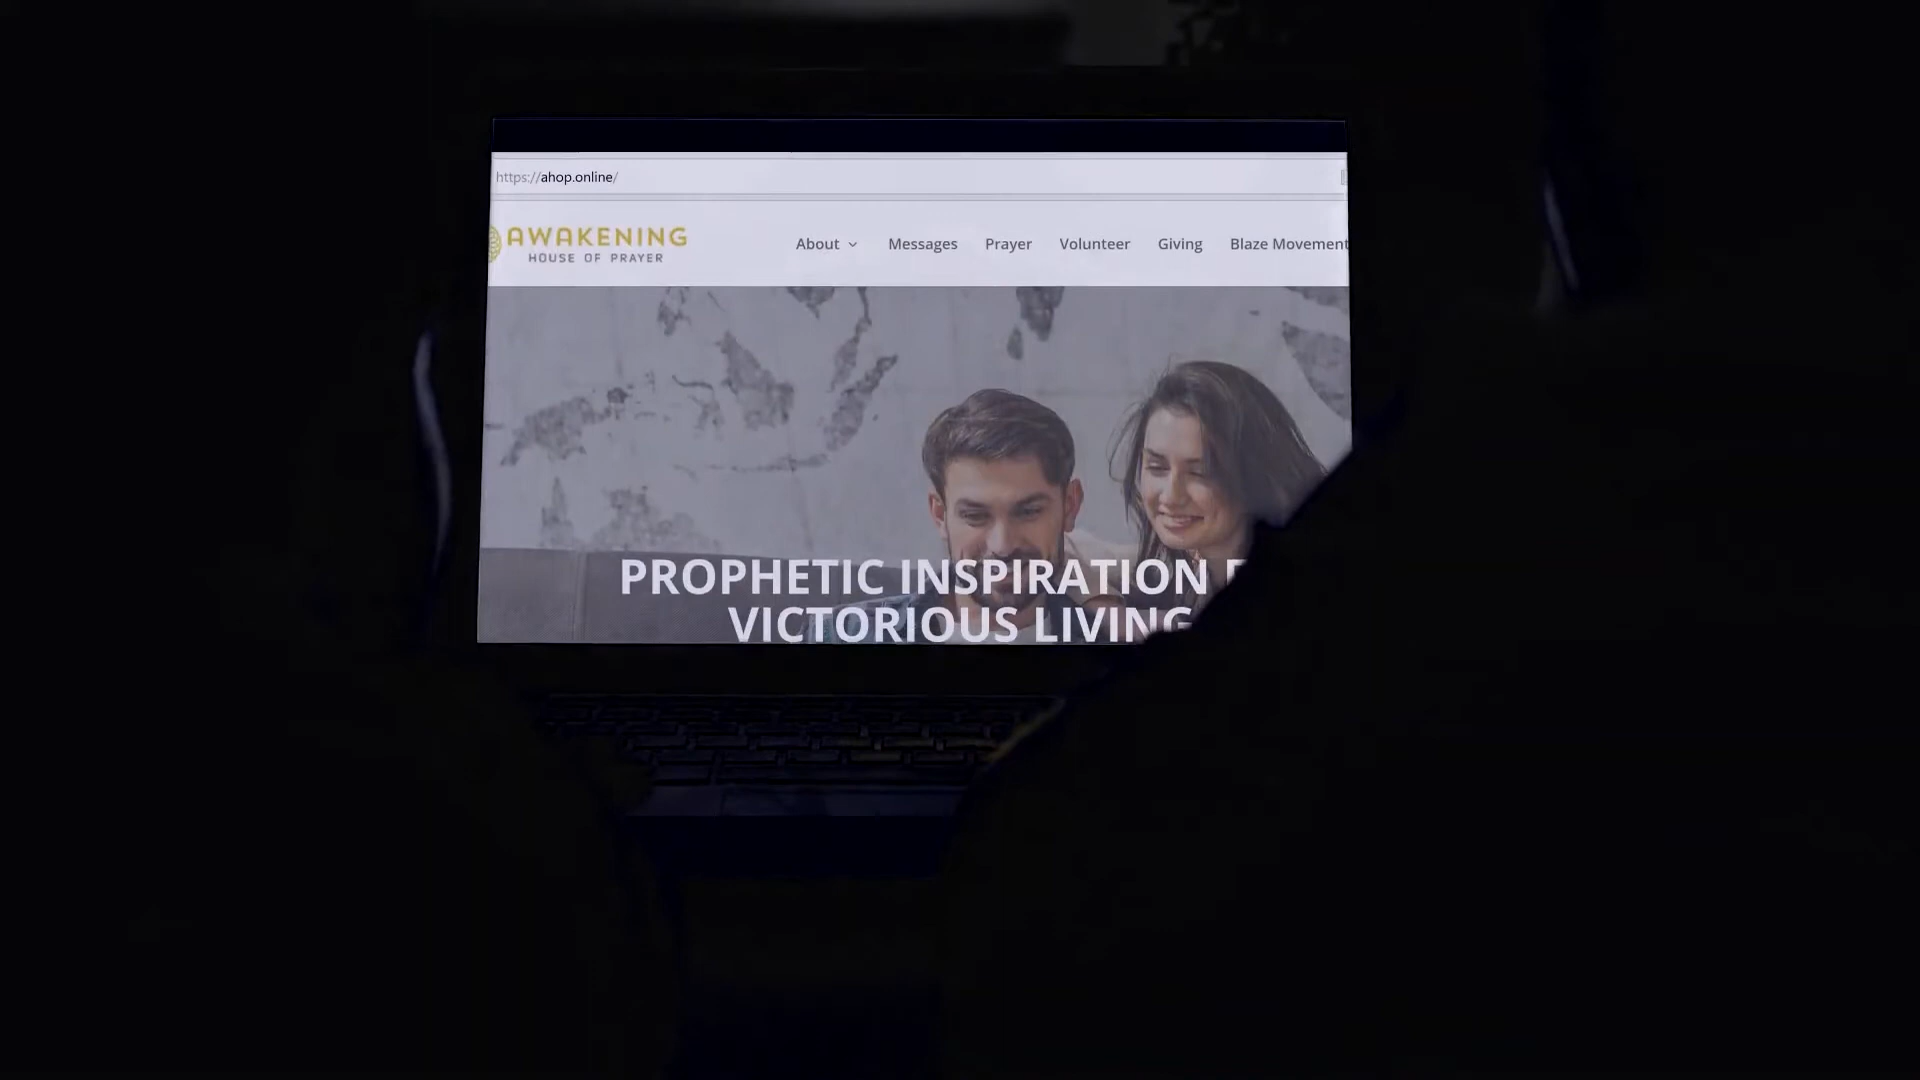 https://ahop.online/
AWAKENING
HOUSE OF PRAYER
About
Messages
Prayer
Volunteer
Giving
Blaze Movement
PROPHETIC INSPIRATION
VICTORIOUS LIVING